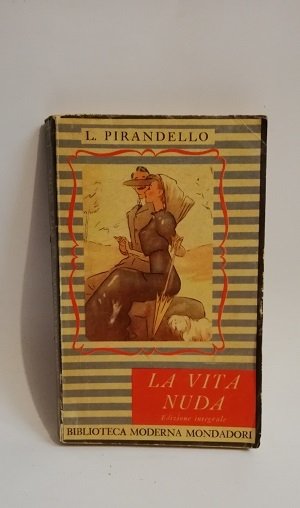 L. PIRANDELLO
LA VITA
NUDA
Edizione integrale
BIBLIOTECA MODERNA MONDADORI